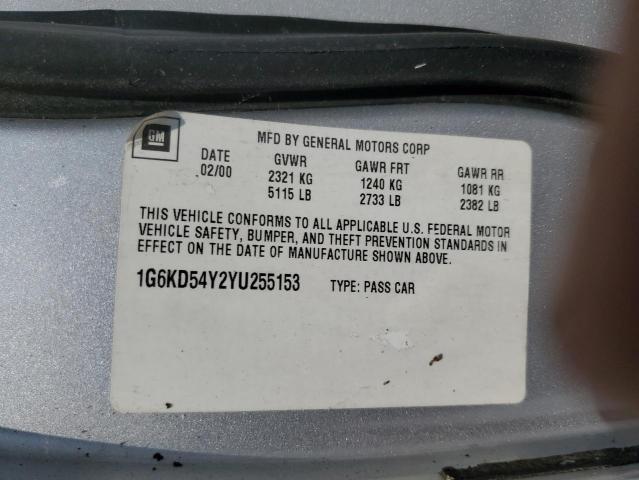 GM
MFD BY GENERAL MOTORS CORP
DATE GVWR GAWR FRT GAWR RR
02/00 2321 KG 1240 KG 1081 KG
5115 LB 2733 LB 2382 LB
THIS VEHICLE CONFORMS TO ALL APPLICABLE U.S. FEDERAL MOTOR
VEHICLE SAFETY, BUMPER, AND THEFT PREVENTION STANDARDS IN
EFFECT ON THE DATE OF MANUFACTURE SHOWN ABOVE.
1G6KD54Y2YU255153 TYPE: PASS CAR